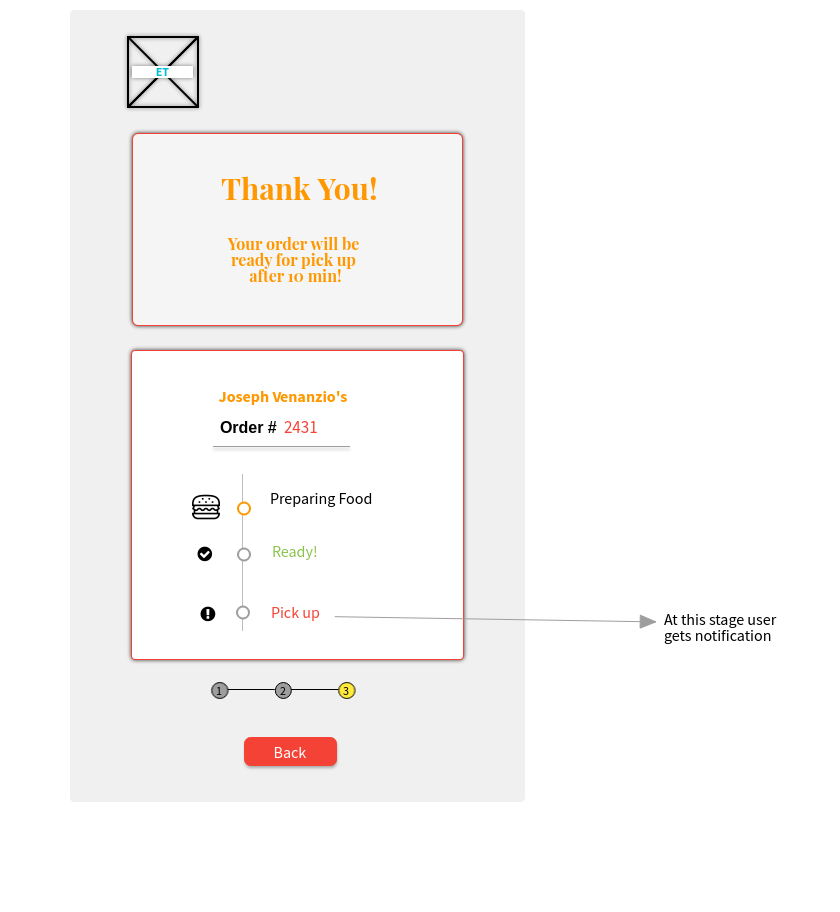 ET
Thank You!
Your order will be
ready for pick up
after 10 min!
Joseph Venanzio's
Order # 2431
Preparing Food
Ready!
Pick up
At this stage user
gets notification
1 2 3
Back